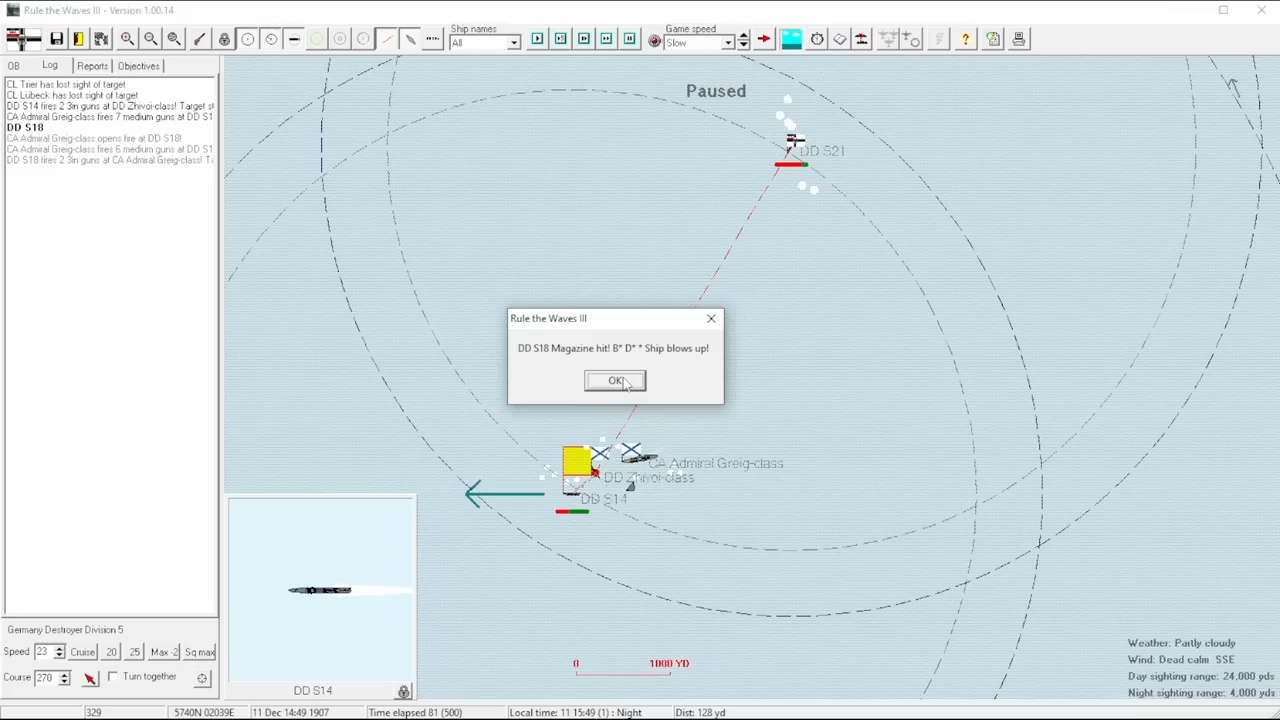 Rule the Waves III - Version 1.00.14
Ship names
All
Game speed
Slow
OB Log Reports Objectives
CL Trier has lost sight of target
CL Lübeck has lost sight of target
DD S14 fires 2 3in guns at DD Zhivoi-class! Target s
CA Admiral Greig-class fires 7 medium guns at DD S1
DD S18
CA Admiral Greig-class opens fire at DD S18!
CA Admiral Greig-class fires 6 medium guns at DD S1
DD S18 fires 2 3in guns at CA Admiral Greig-class! Ta
Paused
DD S21
Rule the Waves III
DD S18 Magazine hit! B* D* * Ship blows up!
OK
CA Admiral Greig-class
DD Zhivoi-class
DD S14
Germany Destroyer Division 5
Speed 23 Cruise 20 25 Max -2 Sq max
Course 270 Turn together
DD S14
0 1000 YD
Weather: Partly cloudy
Wind: Dead calm SSE
Day sighting range: 24,000 yds
Night sighting range: 4,000 yds
329 5740N 02039E 11 Dec 14:49 1907 Time elapsed 81 (500) Local time: 11 15:49 (1) : Night Dist: 128 yd